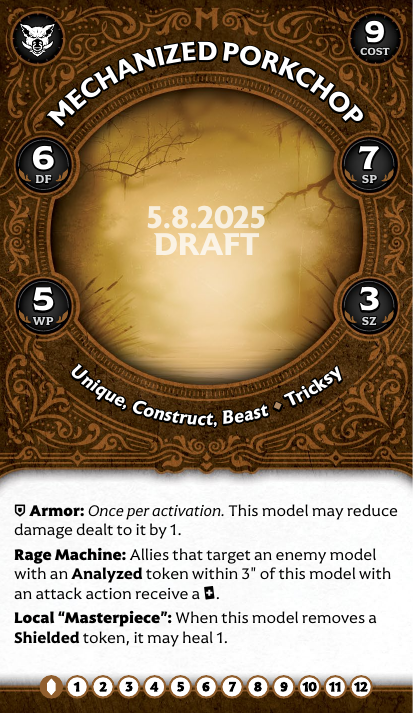 9
COST
MECHANIZED PORKCHOP
6
DF
7
SP
5.8.2025
DRAFT
5
WP
3
SZ
Unique, Construct, Beast ⬥ Tricksy
Armor: Once per activation. This model may reduce
damage dealt to it by 1.
Rage Machine: Allies that target an enemy model
with an Analyzed token within 3" of this model with
an attack action receive a .
Local “Masterpiece”: When this model removes a
Shielded token, it may heal 1.
1 2 3 4 5 6 7 8 9 10 11 12